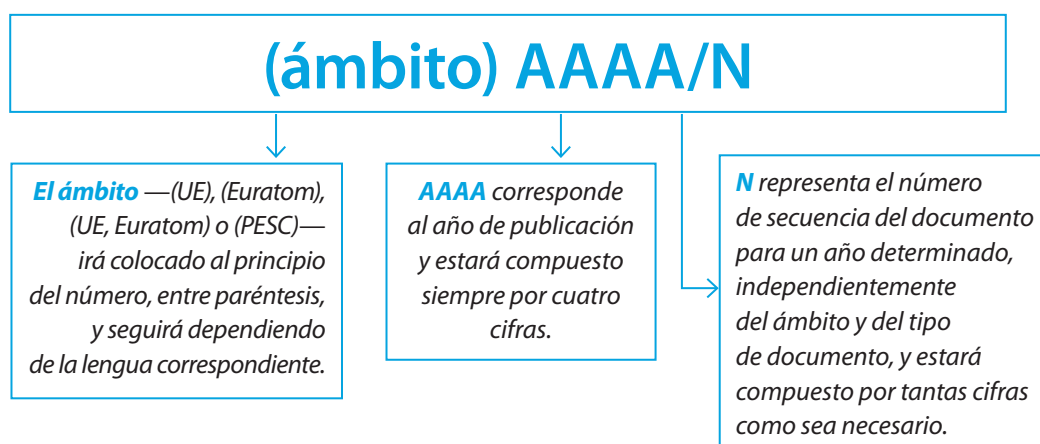 (ámbito) AAAA/N
El ámbito —(UE), (Euratom),
(UE, Euratom) o (PESC)—
irá colocado al principio
del número, entre paréntesis,
y seguirá dependiendo
de la lengua correspondiente.
AAAA corresponde
al año de publicación
y estará compuesto
siempre por cuatro
cifras.
N representa el número
de secuencia del documento
para un año determinado,
independientemente
del ámbito y del tipo
de documento, y estará
compuesto por tantas cifras
como sea necesario.